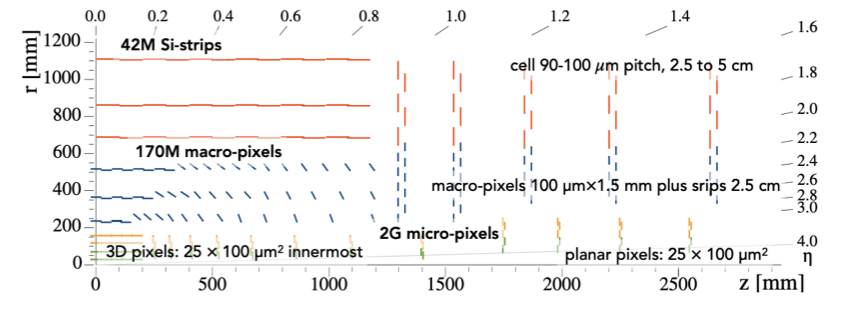 0.0 0.2 0.4 0.6 0.8 1.0 1.2 1.4 1.6
r [mm]
1200
42M Si-strips
cell 90-100 μm pitch, 2.5 to 5 cm
1.8
1000
800
2.0
2.2
600
170M macro-pixels
2.4
2.6
400
macro-pixels 100 μm×1.5 mm plus srips 2.5 cm
2.8
3.0
200
2G micro-pixels
4.0
3D pixels: 25 × 100 μm² innermost
planar pixels: 25 × 100 μm²
η
0
0 500 1000 1500 2000 2500 z [mm]